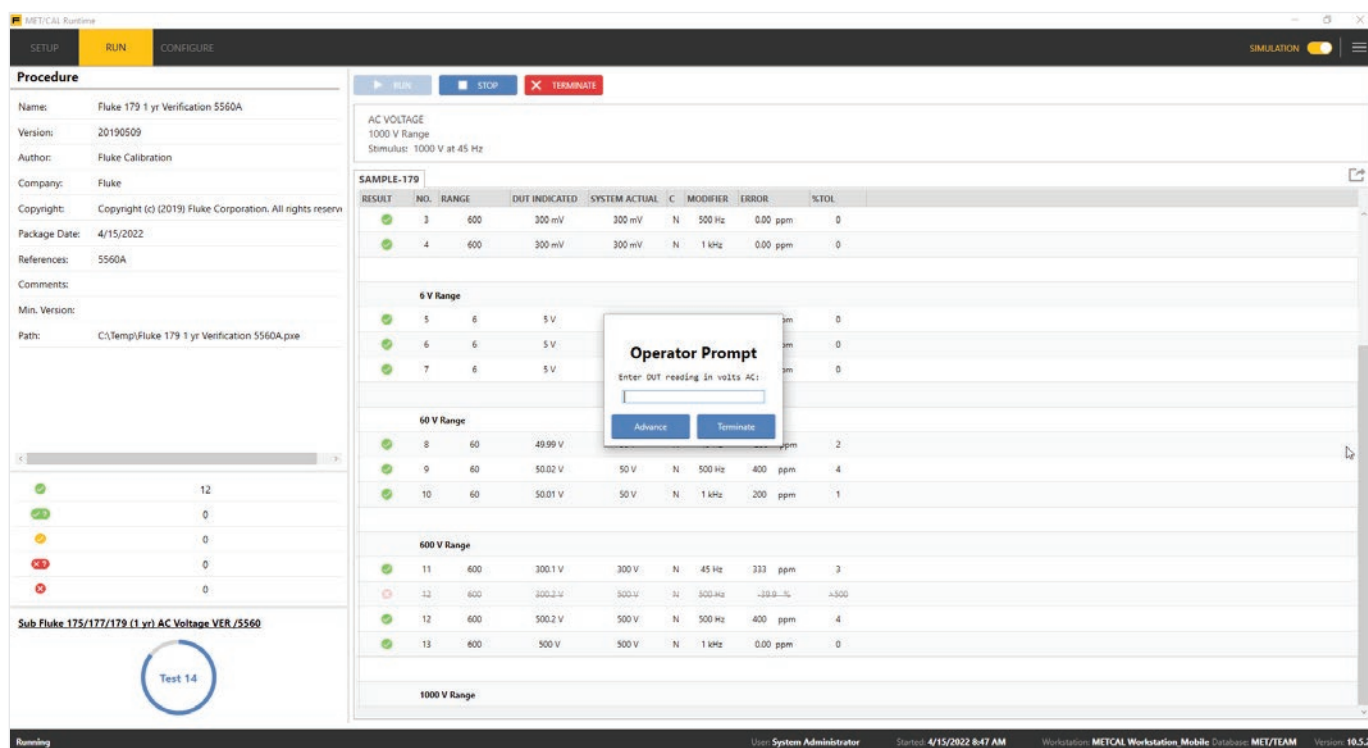 MET/CAL Runtime
SETUP RUN CONFIGURE SIMULATION
Procedure
Name: Fluke 179 1 yr Verification 5560A
Version: 20190509
Author: Fluke Calibration
Company: Fluke
Copyright: Copyright (c) (2019) Fluke Corporation. All rights reserv
Package Date: 4/15/2022
References: 5560A
Comments:
Min. Version:
Path: C:\Temp\Fluke 179 1 yr Verification 5560A.pxe
12
0
0
0
0
Sub Fluke 175/177/179 (1 yr) AC Voltage VER /5560
Test 14
RUN STOP TERMINATE
AC VOLTAGE
1000 V Range
Stimulus: 1000 V at 45 Hz
SAMPLE-179
RESULT NO. RANGE DUT INDICATED SYSTEM ACTUAL C MODIFIER ERROR %TOL
3 600 300 mV 300 mV N 500 Hz 0.00 ppm 0
4 600 300 mV 300 mV N 1 kHz 0.00 ppm 0
6 V Range
5 6 5 V 0
6 6 5 V 0
7 6 5 V 0
60 V Range
8 60 49.99 V ppm 2
9 60 50.02 V 50 V N 500 Hz 400 ppm 4
10 60 50.01 V 50 V N 1 kHz 200 ppm 1
600 V Range
11 600 300.1 V 300 V N 45 Hz 333 ppm 3
12 600 300.2 V 500 V N 500 Hz -39.9 % >500
12 600 500.2 V 500 V N 500 Hz 400 ppm 4
13 600 500 V 500 V N 1 kHz 0.00 ppm 0
1000 V Range
Operator Prompt
Enter DUT reading in volts AC:
Advance Terminate
Running User: System Administrator Started: 4/15/2022 8:47 AM Workstation: METCAL Workstation_Mobile Database: MET/TEAM Version: 10.5.